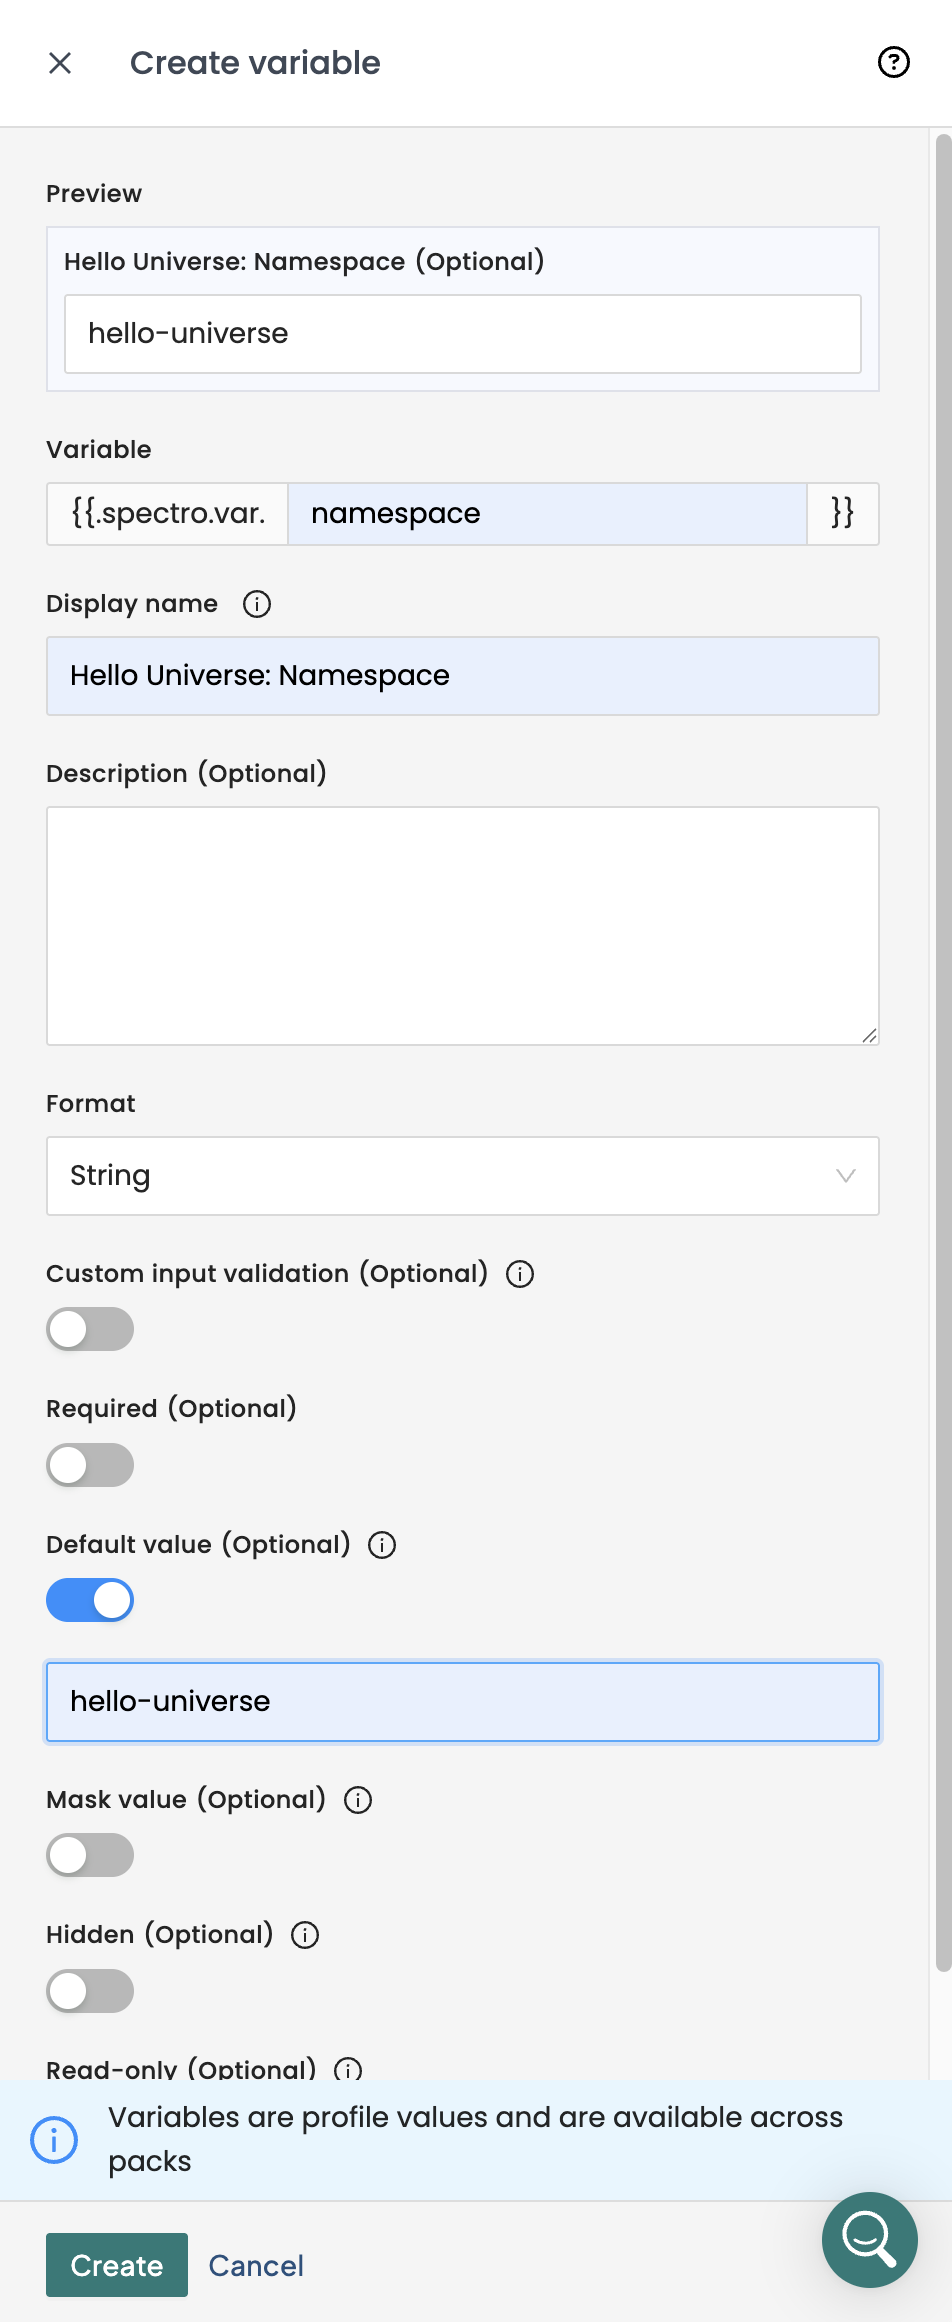 Create variable
Preview
Hello Universe: Namespace (Optional)
hello-universe
Variable
{{.spectro.var. namespace }}
Display name
Hello Universe: Namespace
Description (Optional)
Format
String
Custom input validation (Optional)
Required (Optional)
Default value (Optional)
hello-universe
Mask value (Optional)
Hidden (Optional)
Read-only (Optional)
Variables are profile values and are available across
packs
Create Cancel